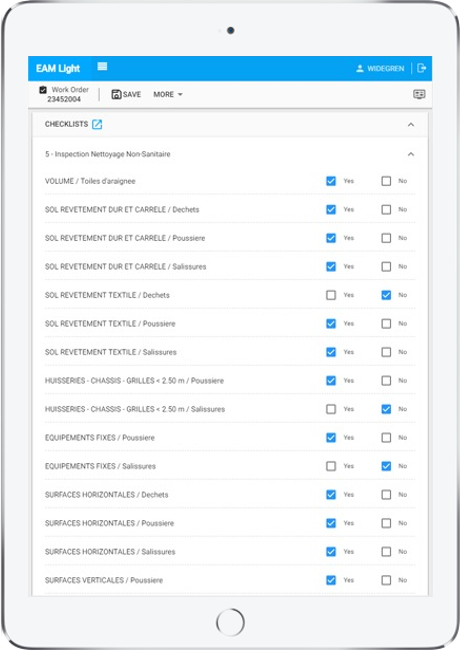 EAM Light
WIDEGREN
Work Order
23452004
SAVE
MORE
CHECKLISTS
5 - Inspection Nettoyage Non-Sanitaire
VOLUME / Toiles d'araignee Yes No
SOL REVETEMENT DUR ET CARRELE / Dechets Yes No
SOL REVETEMENT DUR ET CARRELE / Poussiere Yes No
SOL REVETEMENT DUR ET CARRELE / Salissures Yes No
SOL REVETEMENT TEXTILE / Dechets Yes No
SOL REVETEMENT TEXTILE / Poussiere Yes No
SOL REVETEMENT TEXTILE / Salissures Yes No
HUISSERIES - CHASSIS - GRILLES < 2.50 m / Poussiere Yes No
HUISSERIES - CHASSIS - GRILLES < 2.50 m / Salissures Yes No
EQUIPEMENTS FIXES / Poussiere Yes No
EQUIPEMENTS FIXES / Salissures Yes No
SURFACES HORIZONTALES / Dechets Yes No
SURFACES HORIZONTALES / Poussiere Yes No
SURFACES HORIZONTALES / Salissures Yes No
SURFACES VERTICALES / Poussiere Yes No